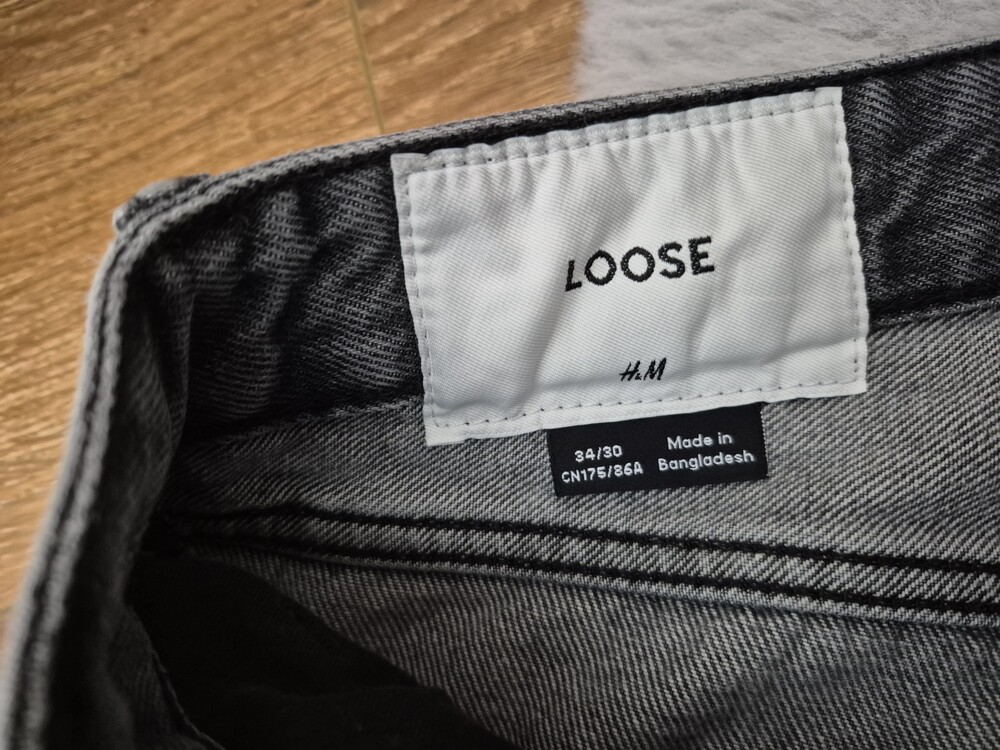 LOOSE
H&M
34/30
CN175/86A
Made in
Bangladesh